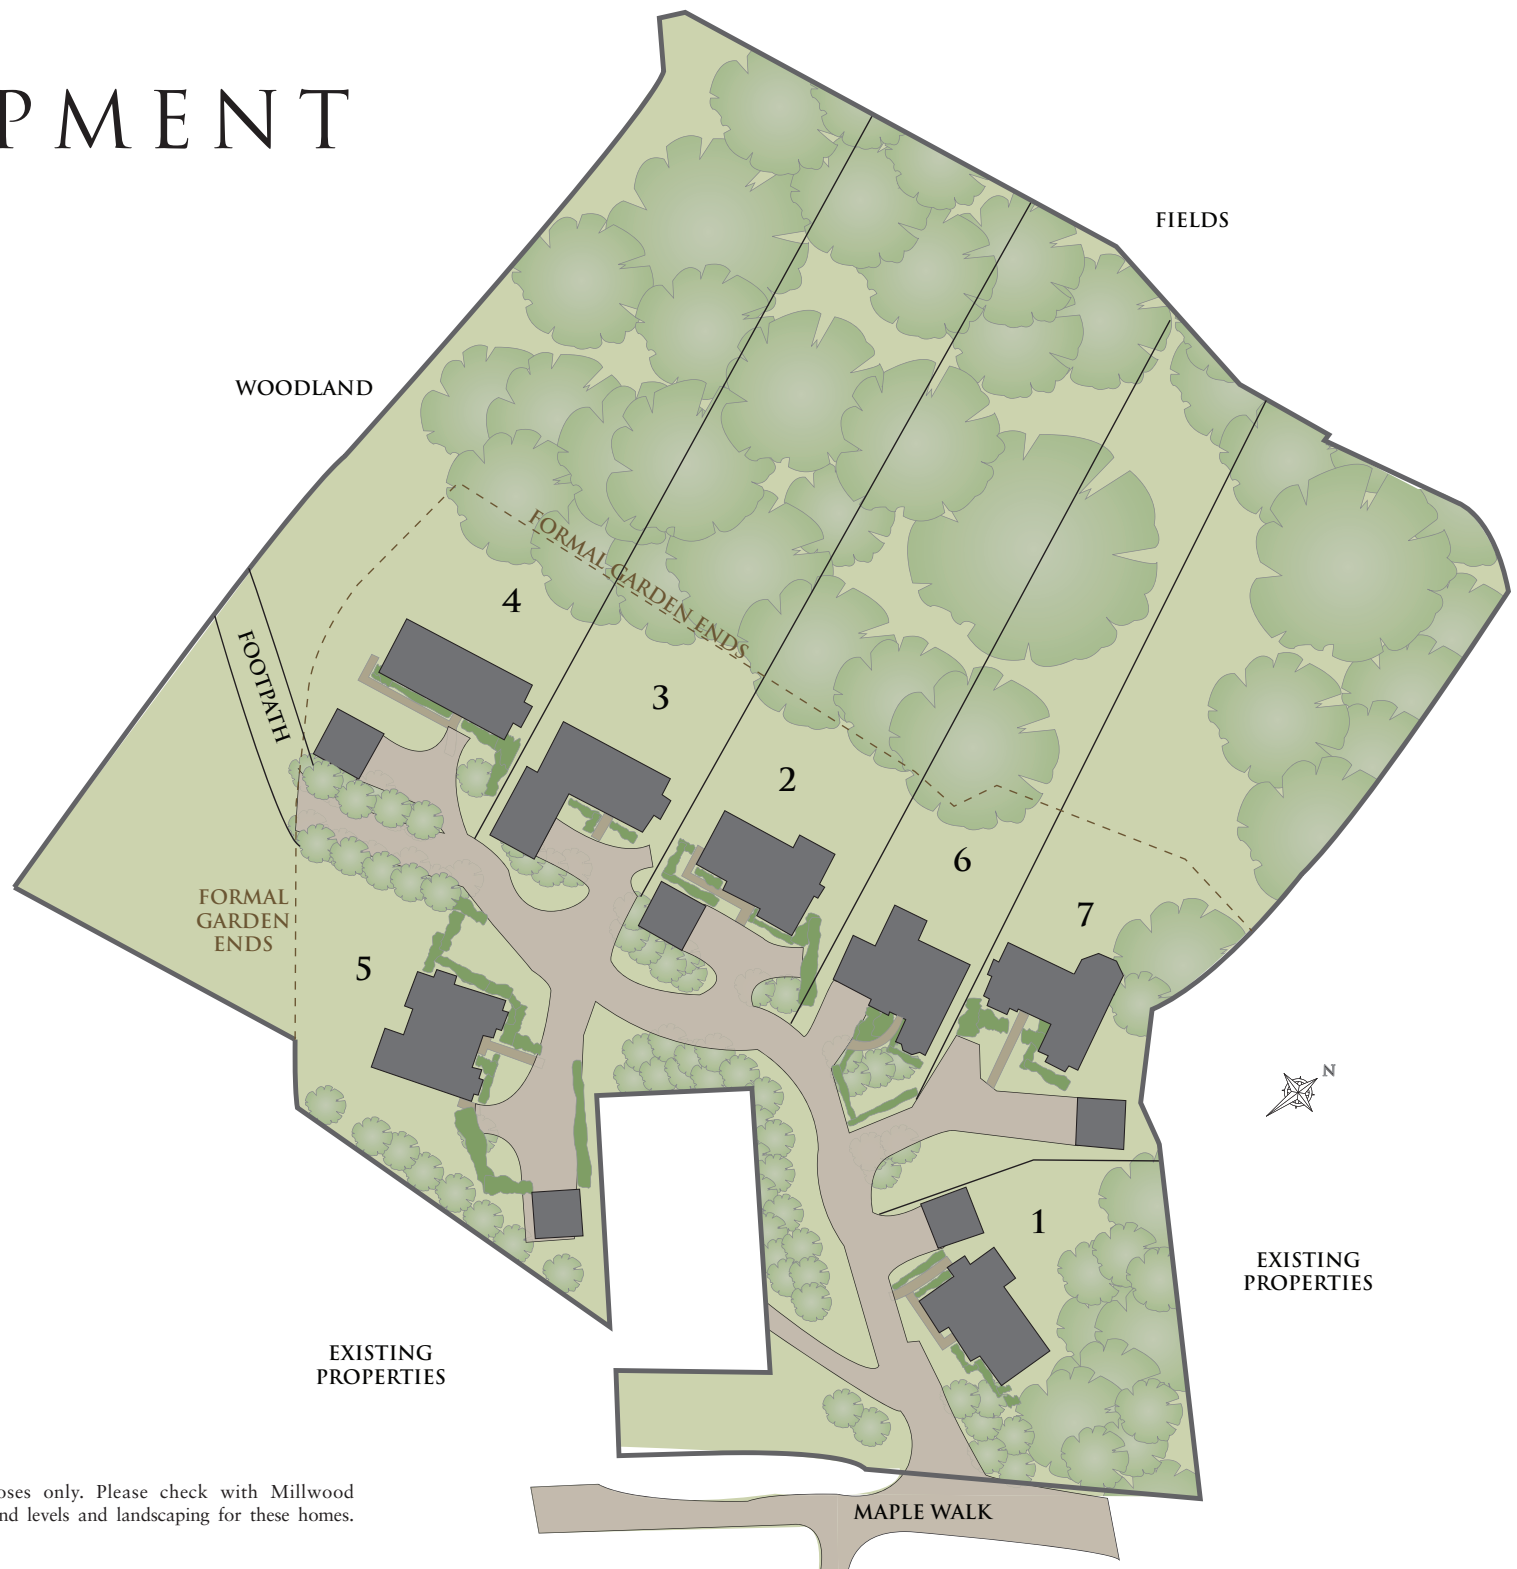 PMENT
FIELDS
WOODLAND
FORMAL GARDEN ENDS
4
FOOTPATH
3
2
6
7
FORMAL
GARDEN
ENDS
5
N
1
EXISTING
PROPERTIES
EXISTING
PROPERTIES
oses only. Please check with Millwood
nd levels and landscaping for these homes.
MAPLE WALK